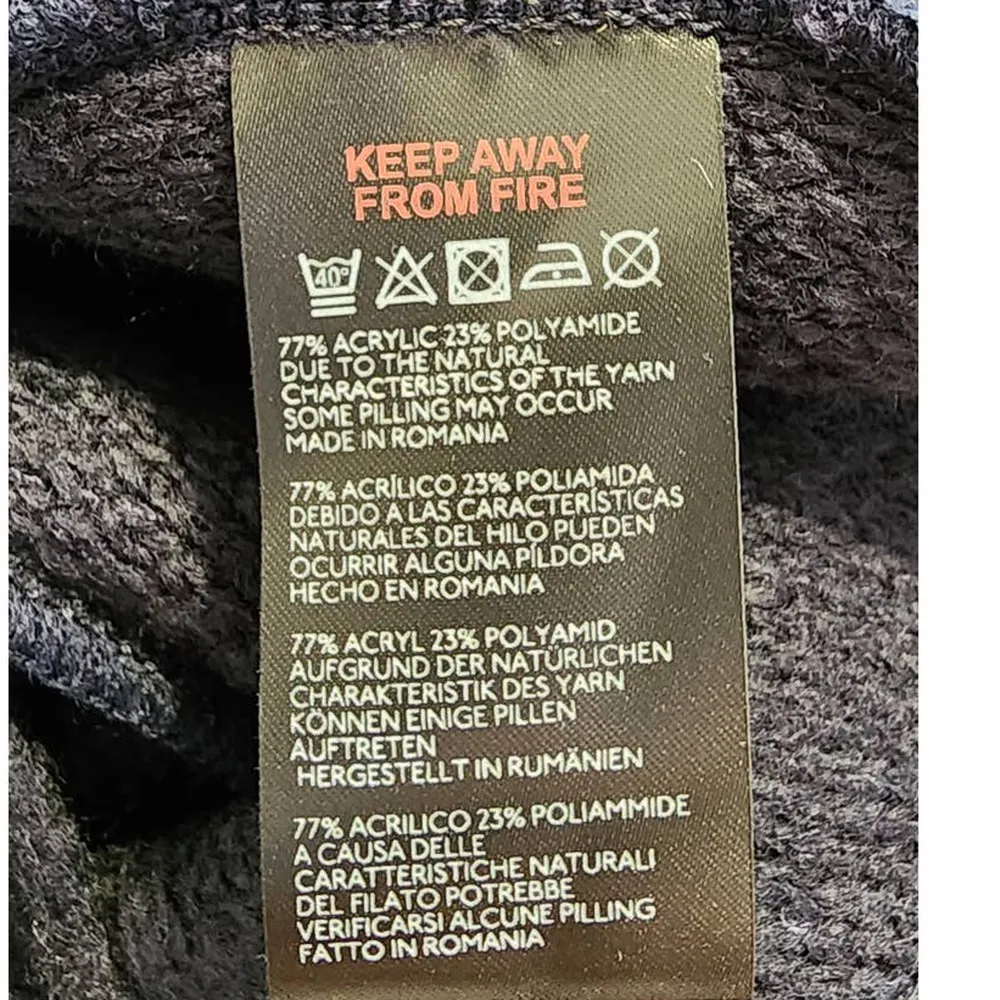 KEEP AWAY
FROM FIRE
40°
77% ACRYLIC 23% POLYAMIDE
DUE TO THE NATURAL
CHARACTERISTICS OF THE YARN
SOME PILLING MAY OCCUR
MADE IN ROMANIA
77% ACRÍLICO 23% POLIAMIDA
DEBIDO A LAS CARACTERÍSTICAS
NATURALES DEL HILO PUEDEN
OCURRIR ALGUNA PÍLDORA
HECHO EN ROMANIA
77% ACRYL 23% POLYAMID
AUFGRUND DER NATÜRLICHEN
CHARAKTERISTIK DES YARN
KÖNNEN EINIGE PILLEN
AUFTRETEN
HERGESTELLT IN RUMÄNIEN
77% ACRILICO 23% POLIAMMIDE
A CAUSA DELLE
CARATTERISTICHE NATURALI
DEL FILATO POTREBBE
VERIFICARSI ALCUNE PILLING
FATTO IN ROMANIA